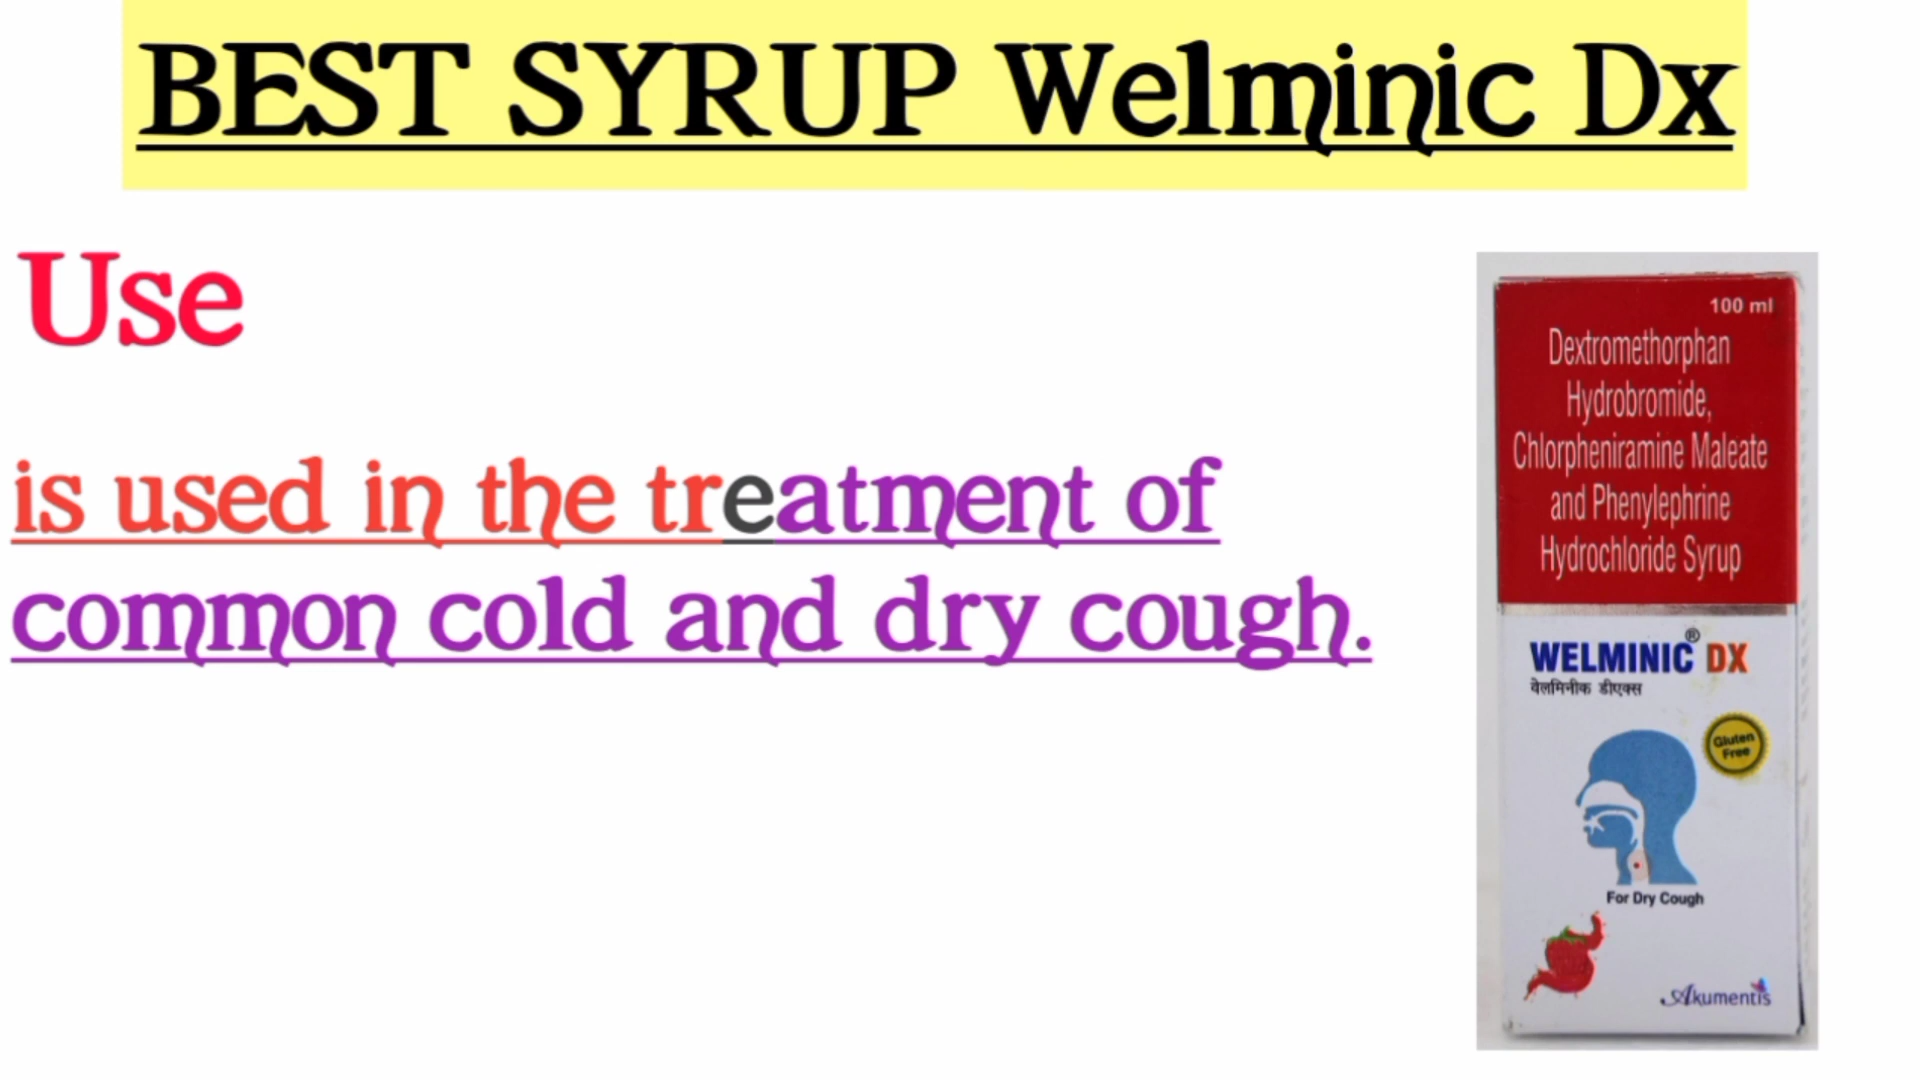 BEST SYRUP Welminic Dx
Use
is used in the treatment of
common cold and dry cough.
100 ml
Dextromethorphan
Hydrobromide,
Chlorpheniramine Maleate
and Phenylephrine
Hydrochloride Syrup
WELMINIC® DX
वेलमिनीक डीएक्स
Gluten
Free
For Dry Cough
Akumentis